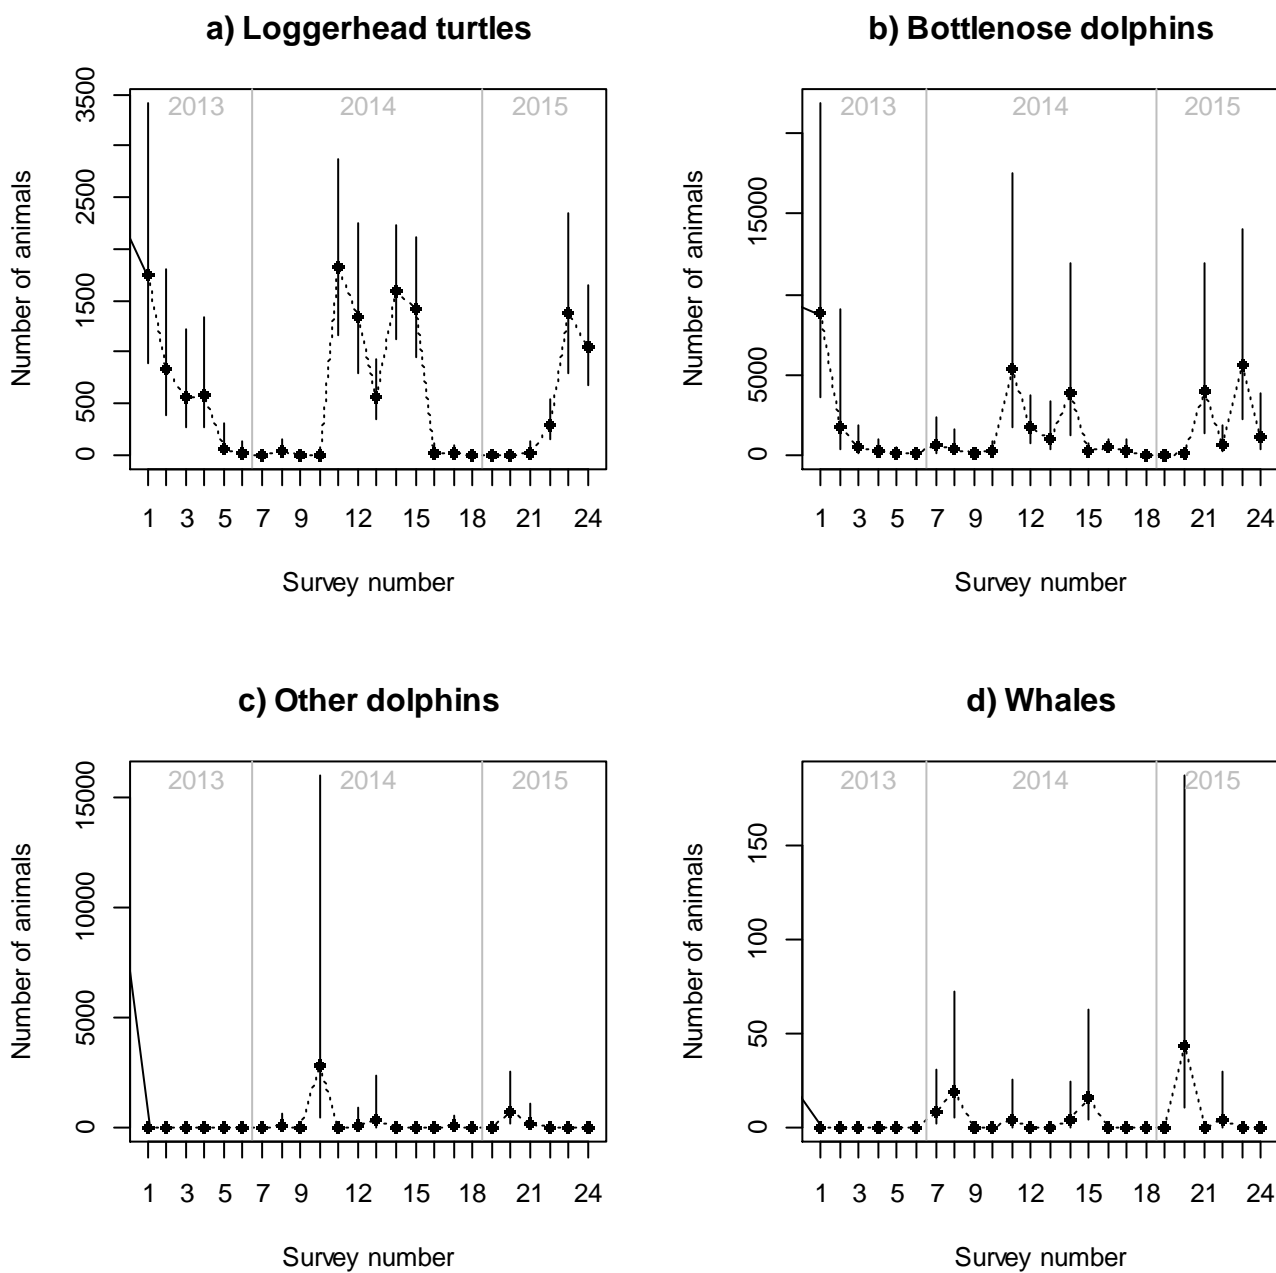 a) Loggerhead turtles
Number of animals
500 1500 2500 3500
2013 2014 2015
1 3 5 7 9 12 15 18 21 24
Survey number
b) Bottlenose dolphins
Number of animals
0 5000 15000
2013 2014 2015
1 3 5 7 9 12 15 18 21 24
Survey number
c) Other dolphins
Number of animals
0 5000 10000 15000
2013 2014 2015
1 3 5 7 9 12 15 18 21 24
Survey number
d) Whales
Number of animals
0 50 100 150
2013 2014 2015
1 3 5 7 9 12 15 18 21 24
Survey number